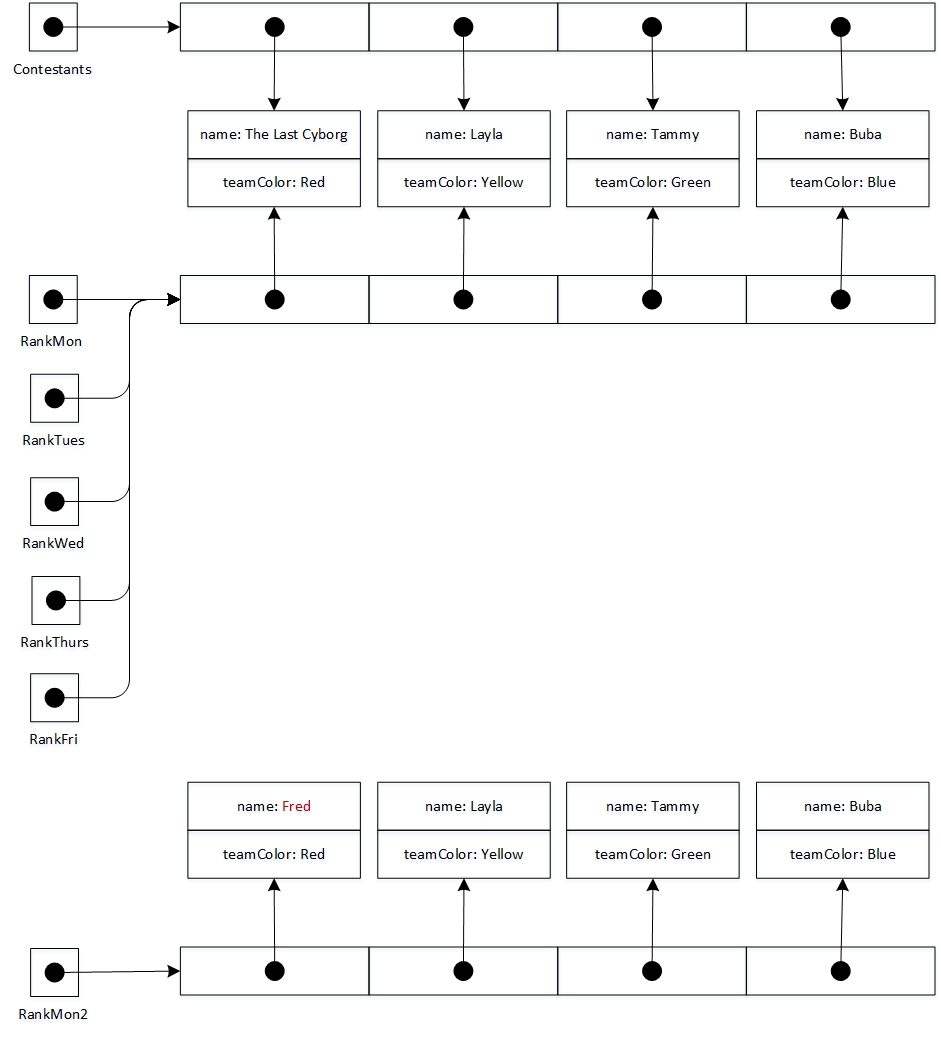 Contestants
name: The Last Cyborg
name: Layla
name: Tammy
name: Buba
teamColor: Red
teamColor: Yellow
teamColor: Green
teamColor: Blue
RankMon
RankTues
RankWed
RankThurs
RankFri
name: Fred
name: Layla
name: Tammy
name: Buba
teamColor: Red
teamColor: Yellow
teamColor: Green
teamColor: Blue
RankMon2